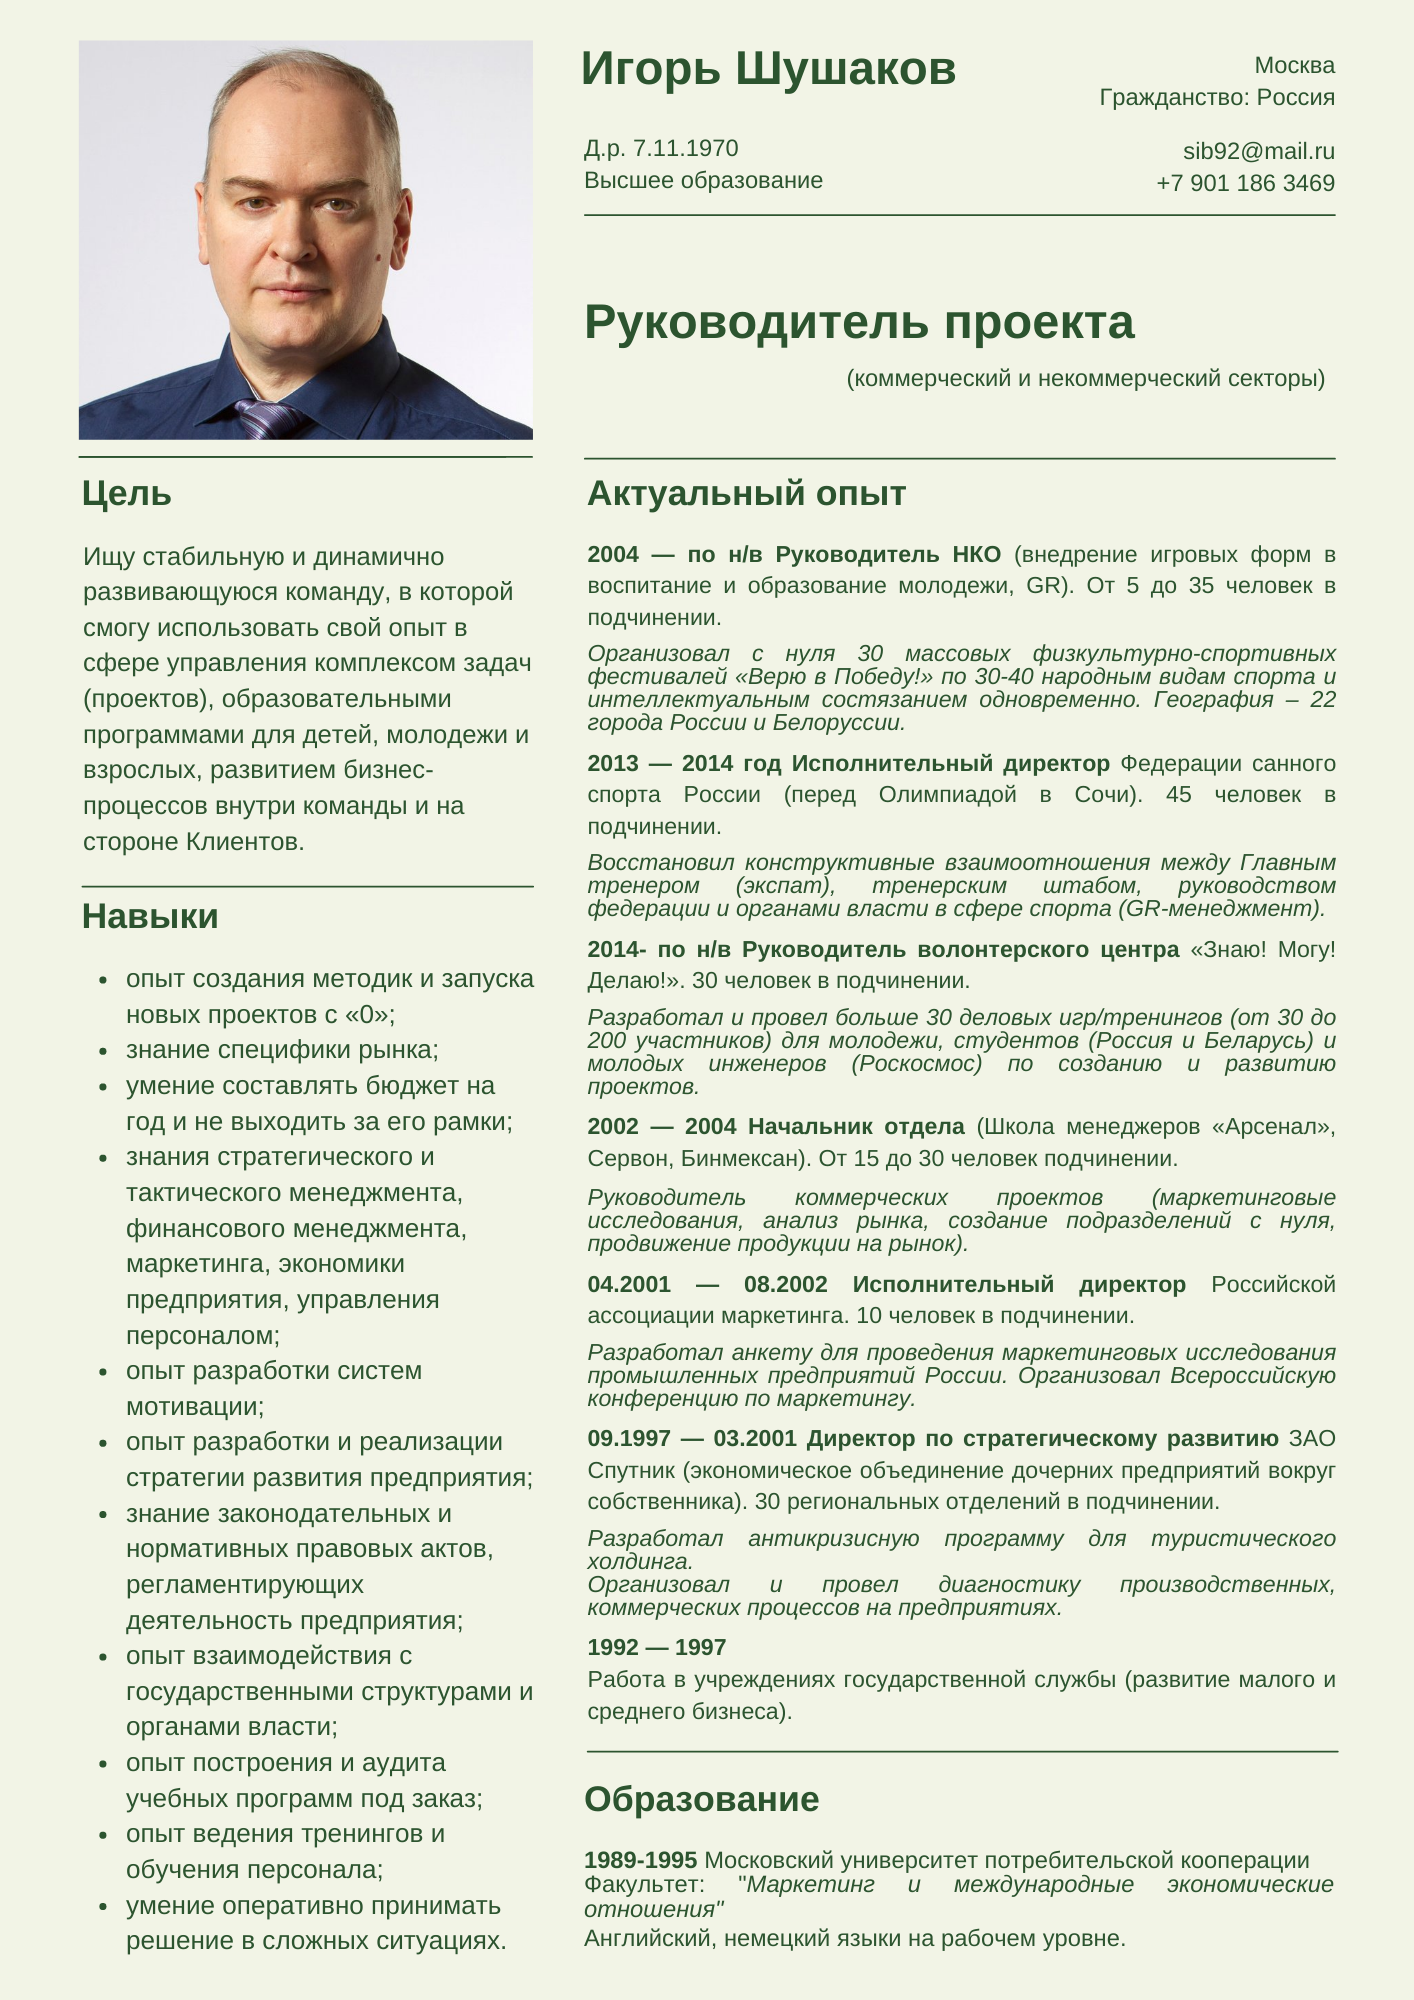 Игорь Шушаков
Москва
Гражданство: Россия
Д.р. 7.11.1970
Высшее образование
sib92@mail.ru
+7 901 186 3469
Руководитель проекта
(коммерческий и некоммерческий секторы)
Цель
Ищу стабильную и динамично
развивающуюся команду, в которой
смогу использовать свой опыт в
сфере управления комплексом задач
(проектов), образовательными
программами для детей, молодежи и
взрослых, развитием бизнес-
процессов внутри команды и на
стороне Клиентов.
Навыки
• опыт создания методик и запуска
новых проектов с «0»;
• знание специфики рынка;
• умение составлять бюджет на
год и не выходить за его рамки;
• знания стратегического и
тактического менеджмента,
финансового менеджмента,
маркетинга, экономики
предприятия, управления
персоналом;
• опыт разработки систем
мотивации;
• опыт разработки и реализации
стратегии развития предприятия;
• знание законодательных и
нормативных правовых актов,
регламентирующих
деятельность предприятия;
• опыт взаимодействия с
государственными структурами и
органами власти;
• опыт построения и аудита
учебных программ под заказ;
• опыт ведения тренингов и
обучения персонала;
• умение оперативно принимать
решение в сложных ситуациях.
Актуальный опыт
2004 — по н/в Руководитель НКО (внедрение игровых форм в
воспитание и образование молодежи, GR). От 5 до 35 человек в
подчинении.
Организовал с нуля 30 массовых физкультурно-спортивных
фестивалей «Верю в Победу!» по 30-40 народным видам спорта и
интеллектуальным состязанием одновременно. География – 22
города России и Белоруссии.
2013 — 2014 год Исполнительный директор Федерации санного
спорта России (перед Олимпиадой в Сочи). 45 человек в
подчинении.
Восстановил конструктивные взаимоотношения между Главным
тренером (экспат), тренерским штабом, руководством
федерации и органами власти в сфере спорта (GR-менеджмент).
2014- по н/в Руководитель волонтерского центра «Знаю! Могу!
Делаю!». 30 человек в подчинении.
Разработал и провел больше 30 деловых игр/тренингов (от 30 до
200 участников) для молодежи, студентов (Россия и Беларусь) и
молодых инженеров (Роскосмос) по созданию и развитию
проектов.
2002 — 2004 Начальник отдела (Школа менеджеров «Арсенал»,
Сервон, Бинмексан). От 15 до 30 человек подчинении.
Руководитель коммерческих проектов (маркетинговые
исследования, анализ рынка, создание подразделений с нуля,
продвижение продукции на рынок).
04.2001 — 08.2002 Исполнительный директор Российской
ассоциации маркетинга. 10 человек в подчинении.
Разработал анкету для проведения маркетинговых исследования
промышленных предприятий России. Организовал Всероссийскую
конференцию по маркетингу.
09.1997 — 03.2001 Директор по стратегическому развитию ЗАО
Спутник (экономическое объединение дочерних предприятий вокруг
собственника). 30 региональных отделений в подчинении.
Разработал антикризисную программу для туристического
холдинга.
Организовал и провел диагностику производственных,
коммерческих процессов на предприятиях.
1992 — 1997
Работа в учреждениях государственной службы (развитие малого и
среднего бизнеса).
Образование
1989-1995 Московский университет потребительской кооперации
Факультет: "Маркетинг и международные экономические
отношения"
Английский, немецкий языки на рабочем уровне.